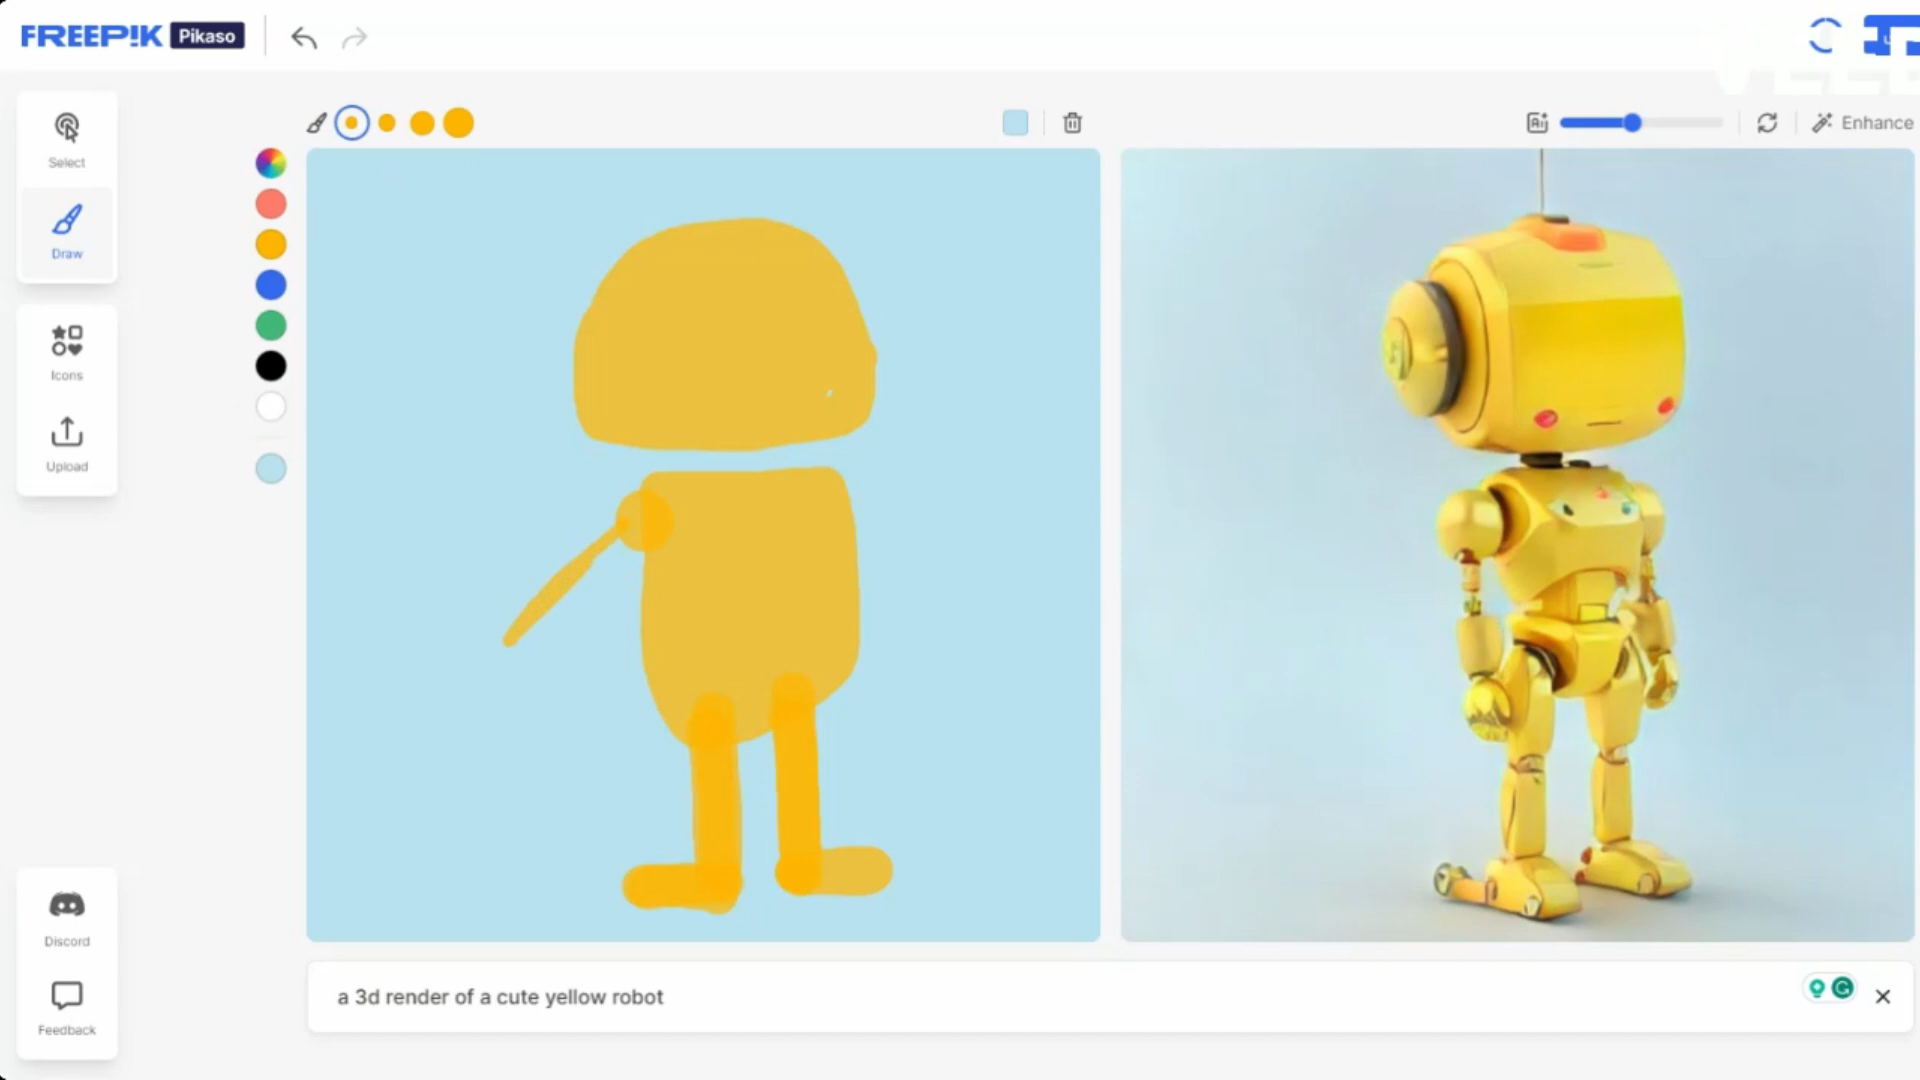 FREEP!K Pikaso
Select
Draw
Icons
Upload
Discord
Feedback
Enhance
a 3d render of a cute yellow robot